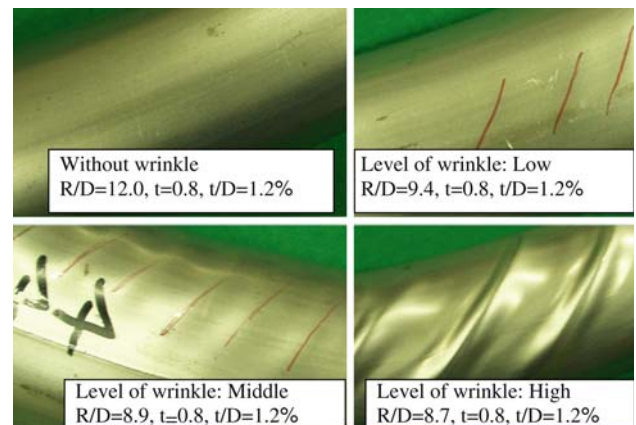 Without wrinkle
R/D=12.0, t=0.8, t/D=1.2%
Level of wrinkle: Low
R/D=9.4, t=0.8, t/D=1.2%
Level of wrinkle: Middle
R/D=8.9, t=0.8, t/D=1.2%
Level of wrinkle: High
R/D=8.7, t=0.8, t/D=1.2%